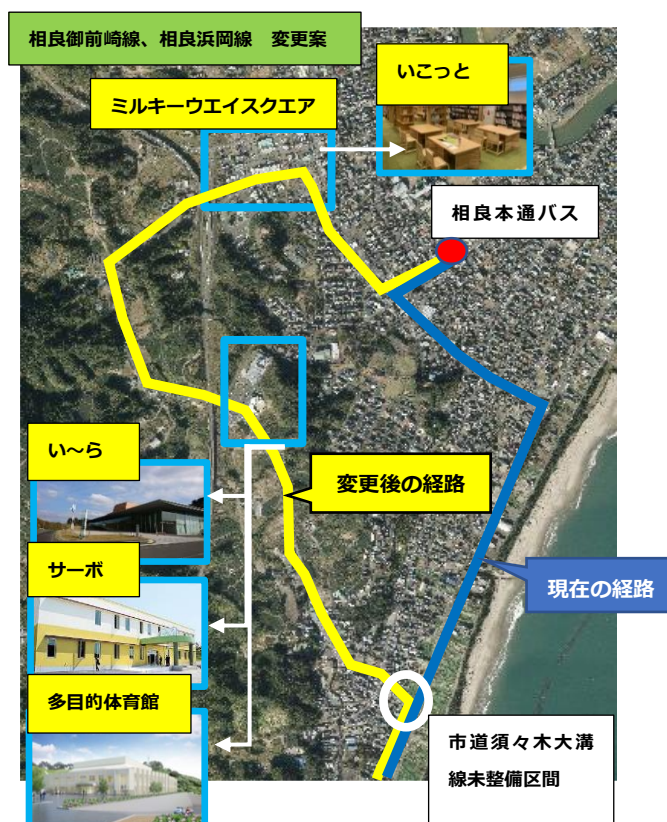 相良御前崎線、相良浜岡線　変更案
いこっと
ミルキーウエイスクエア
相良本通バス
い～ら
変更後の経路
サーボ
現在の経路
多目的体育館
市道須々木大溝
線未整備区間